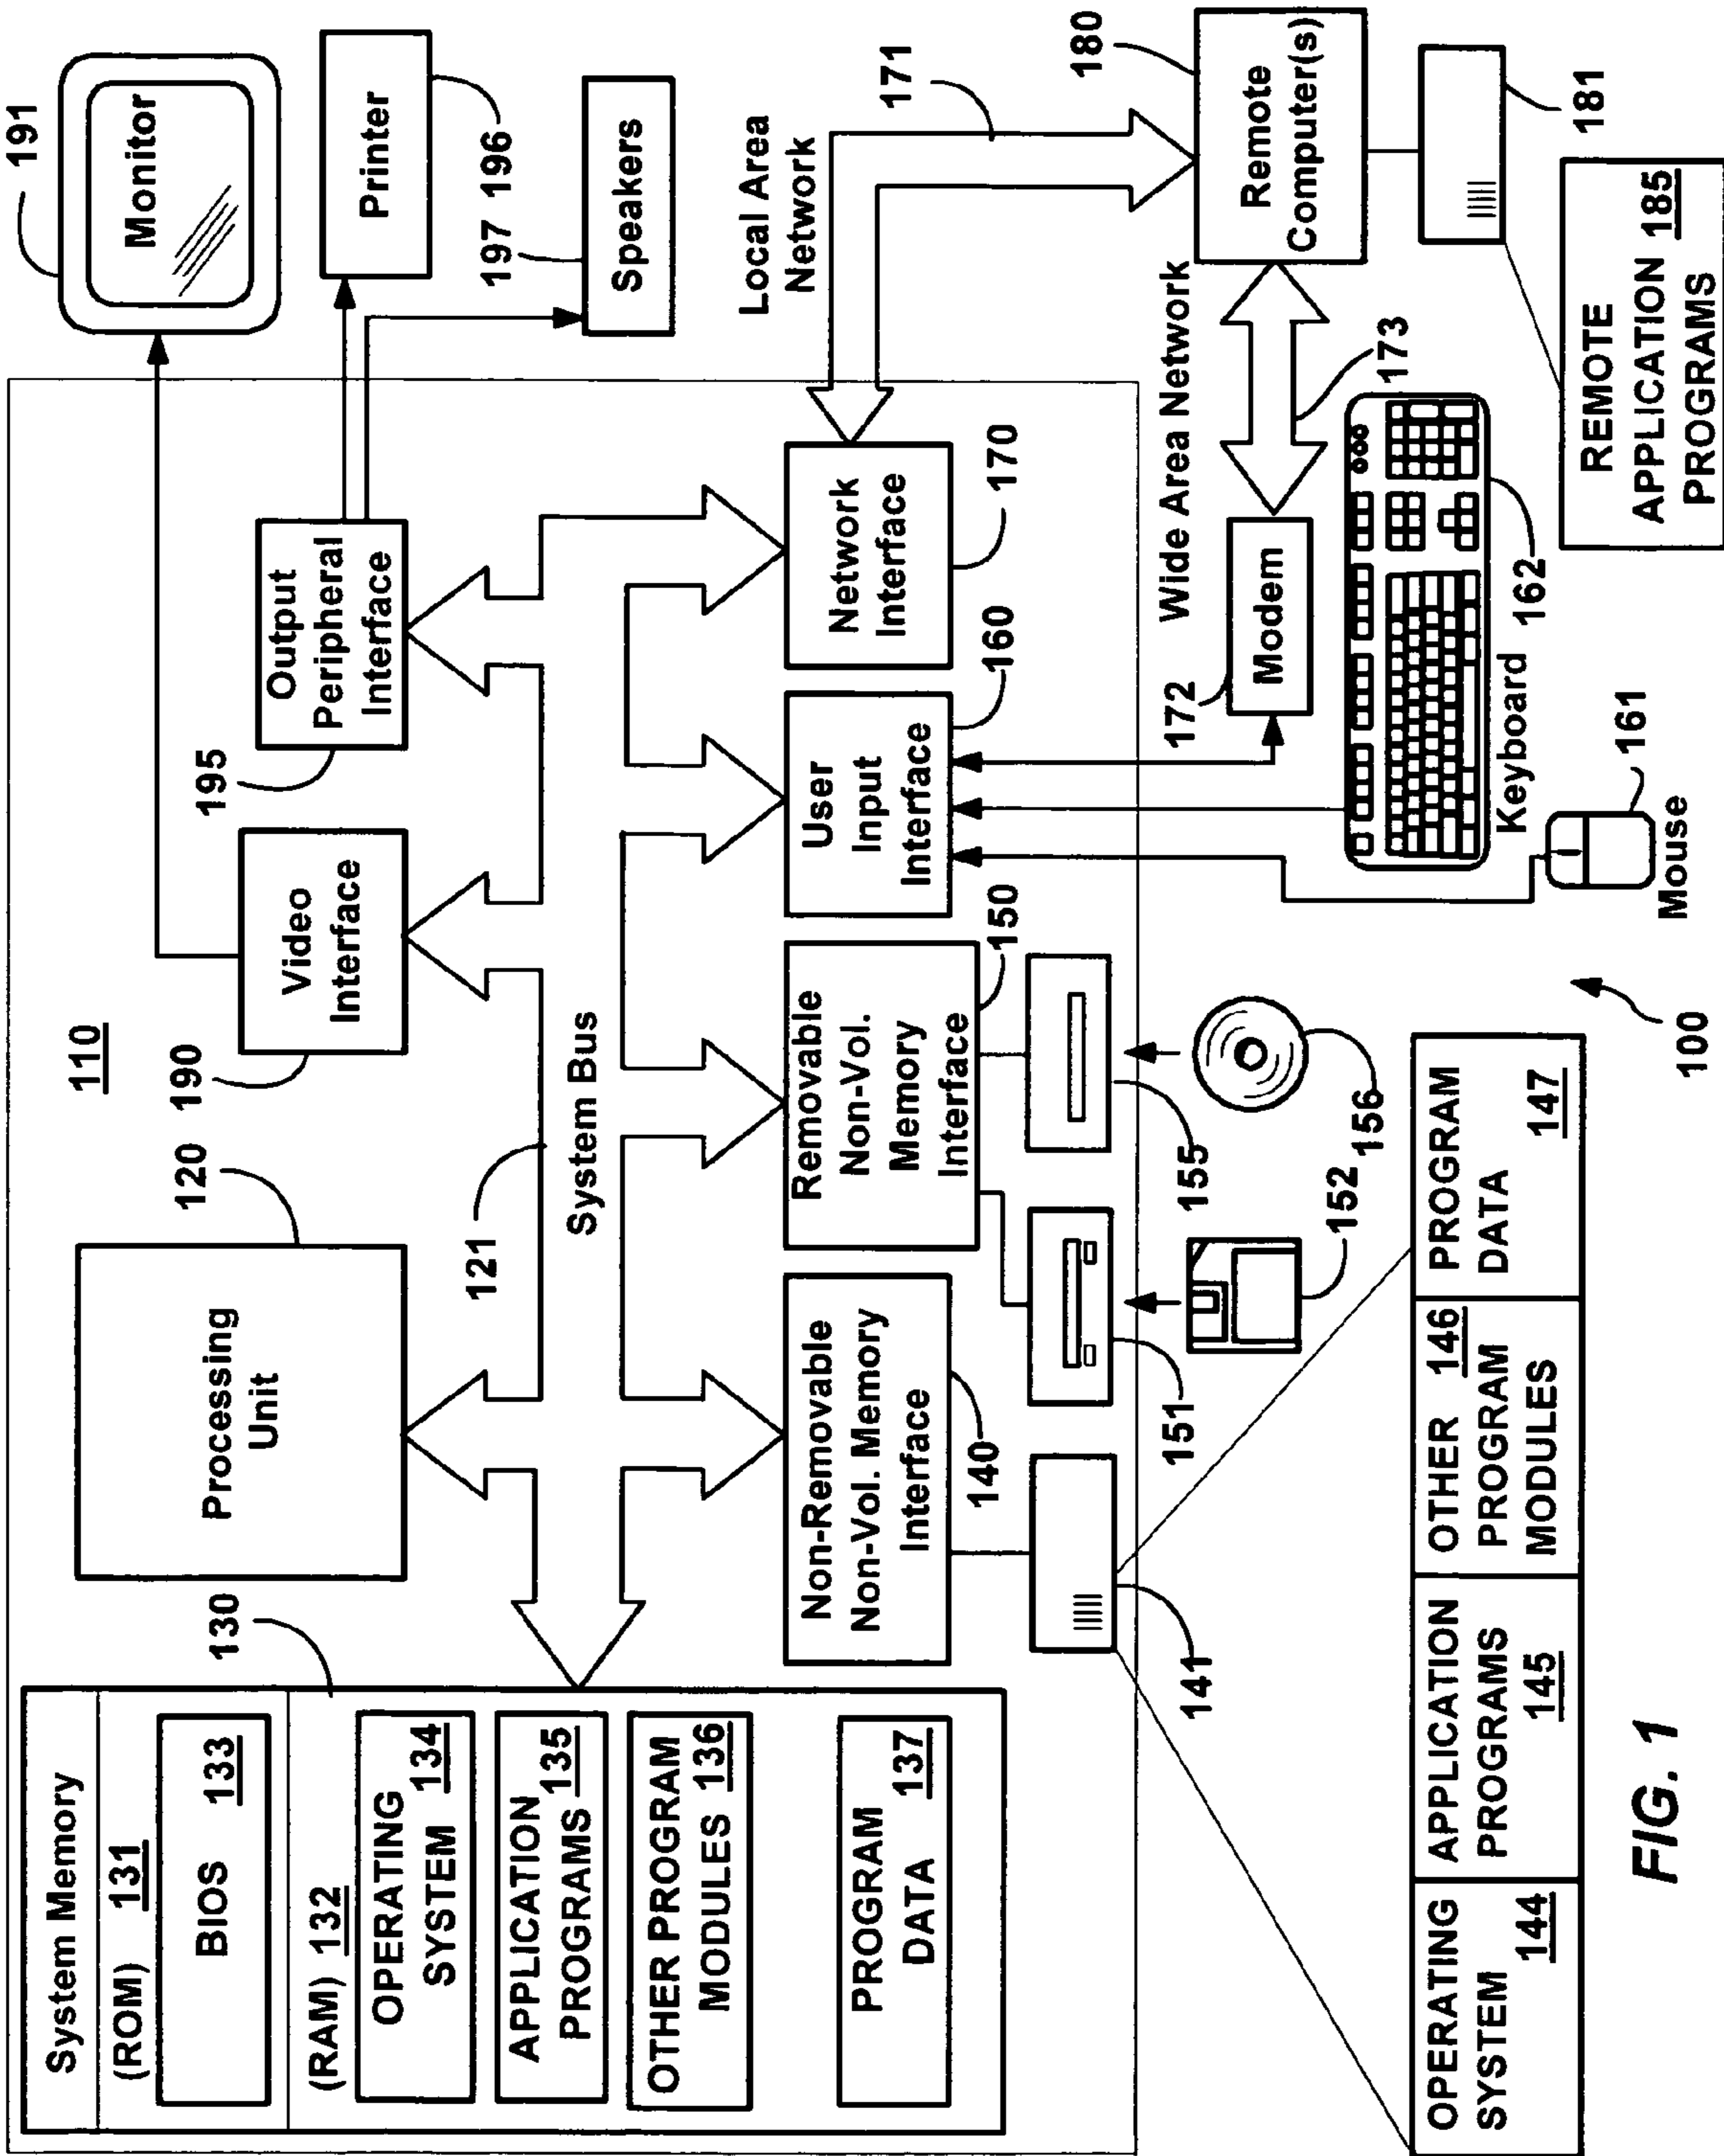 System Memory
(ROM) 131
BIOS 133
(RAM) 132
OPERATING
SYSTEM 134
APPLICATION
PROGRAMS 135
OTHER PROGRAM
MODULES 136
PROGRAM
DATA 137
130
Processing
Unit
120
110
190
Video
Interface
195
Output
Peripheral
Interface
191
Monitor
Printer
196
197
Speakers
121
System Bus
Non-Removable
Non-Vol. Memory
Interface
140
Removable
Non-Vol.
Memory
Interface
150
User
Input
Interface
160
Network
Interface
170
Local Area
Network
171
141
151
155
152
156
172
Modem
Wide Area Network
173
Remote
Computer(s)
180
181
Keyboard
162
161
Mouse
REMOTE
APPLICATION 185
PROGRAMS
OPERATING
SYSTEM
144
APPLICATION
PROGRAMS
145
OTHER 146
PROGRAM
MODULES
PROGRAM
DATA 147
100
FIG. 1